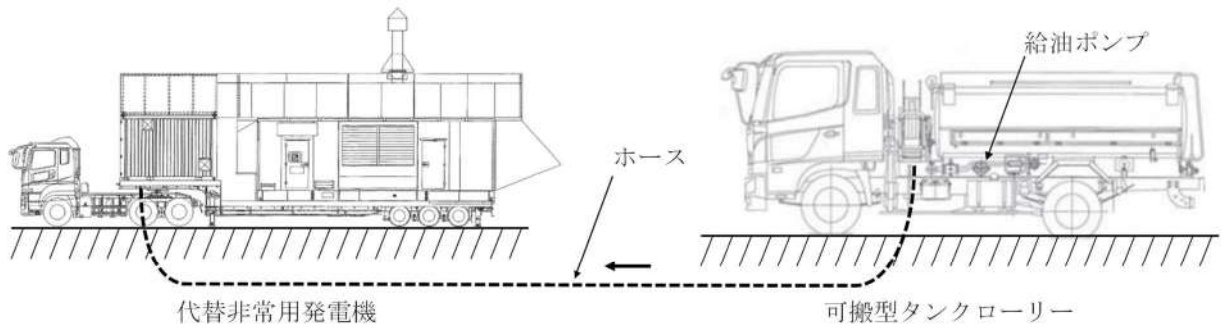 給油ポンプ
ホース
代替非常用発電機
可搬型タンクローリー